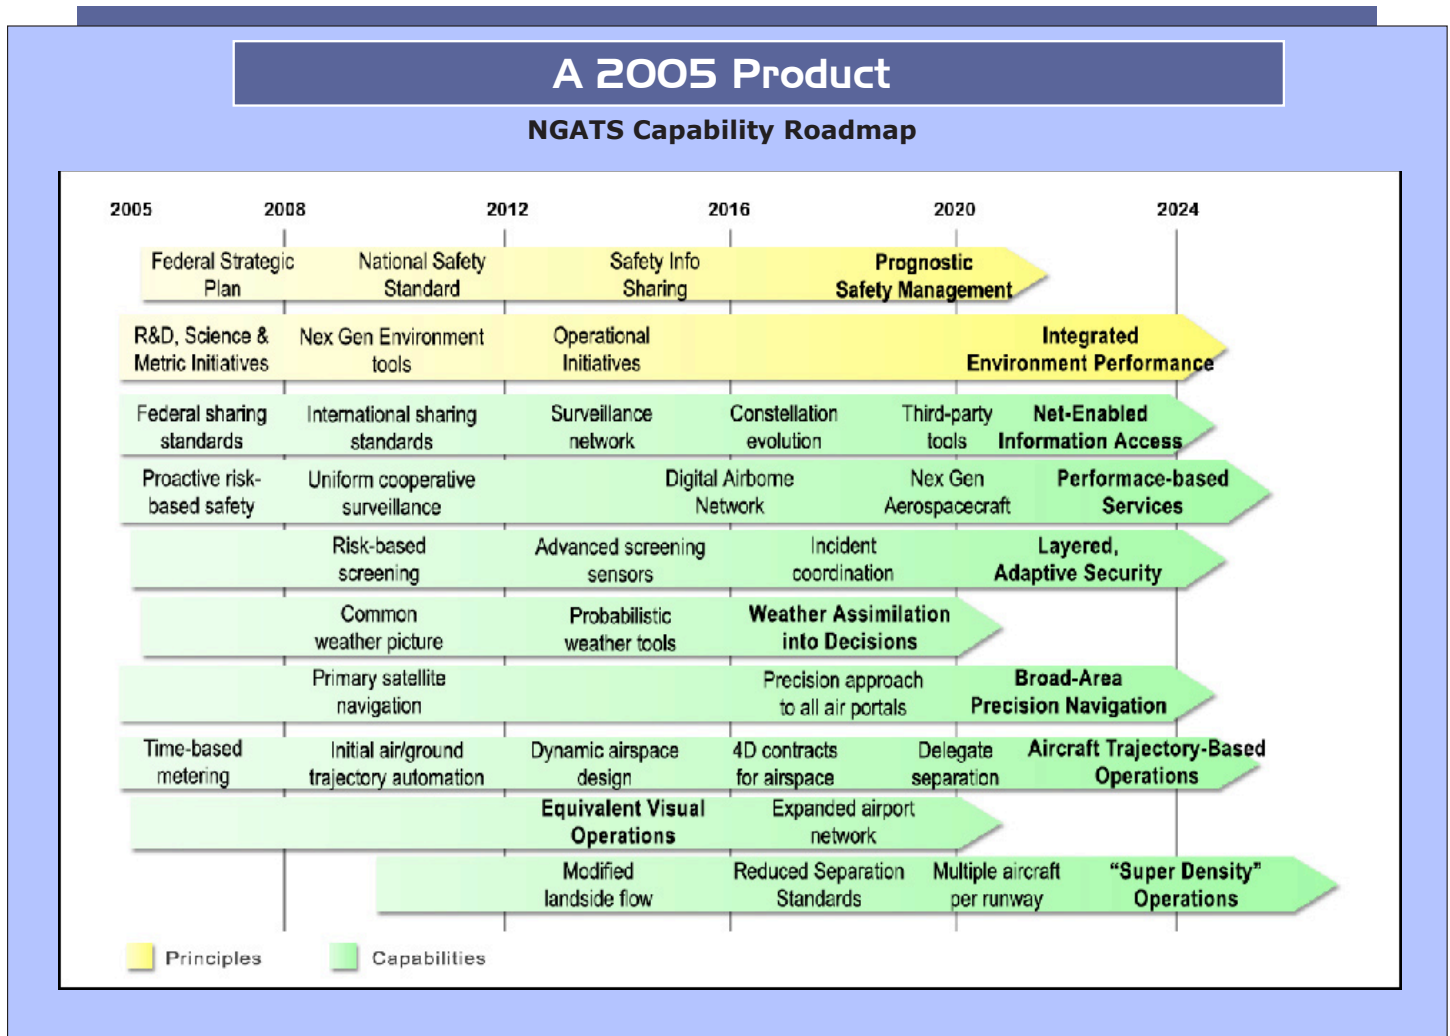 A 2005 Product
NGATS Capability Roadmap
2005 2008 2012 2016 2020 2024
Federal Strategic Plan
National Safety Standard
Safety Info Sharing
Prognostic Safety Management
R&D, Science & Metric Initiatives
Nex Gen Environment tools
Operational Initiatives
Integrated Environment Performance
Federal sharing standards
International sharing standards
Surveillance network
Constellation evolution
Third-party tools
Net-Enabled Information Access
Proactive risk-based safety
Uniform cooperative surveillance
Digital Airborne Network
Nex Gen Aerospacecraft
Performace-based Services
Risk-based screening
Advanced screening sensors
Incident coordination
Layered, Adaptive Security
Common weather picture
Probabilistic weather tools
Weather Assimilation into Decisions
Primary satellite navigation
Precision approach to all air portals
Broad-Area Precision Navigation
Time-based metering
Initial air/ground trajectory automation
Dynamic airspace design
4D contracts for airspace
Delegate separation
Aircraft Trajectory-Based Operations
Equivalent Visual Operations
Expanded airport network
Modified landside flow
Reduced Separation Standards
Multiple aircraft per runway
“Super Density” Operations
Principles
Capabilities